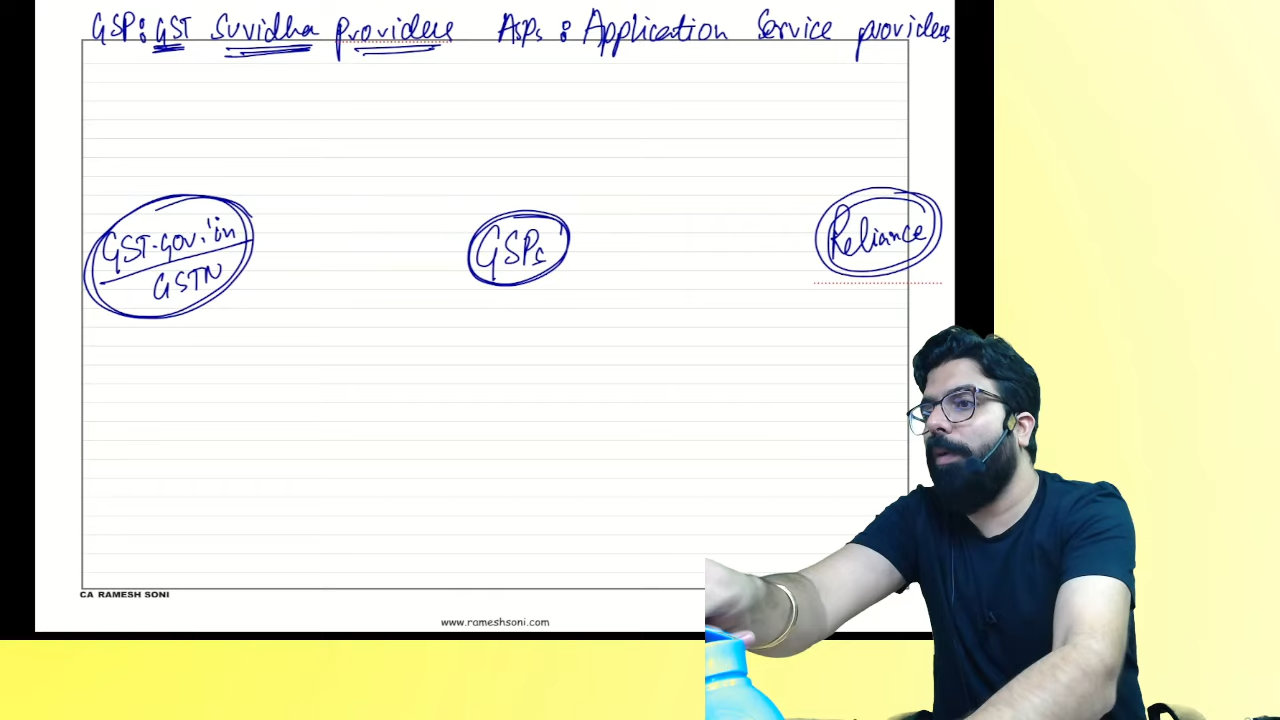 GSP: GST Suvidha providers ASPs : Application Service providers
GST.gov.in
GSTN
GSPs
Reliance
CA RAMESH SONI
www.rameshsoni.com